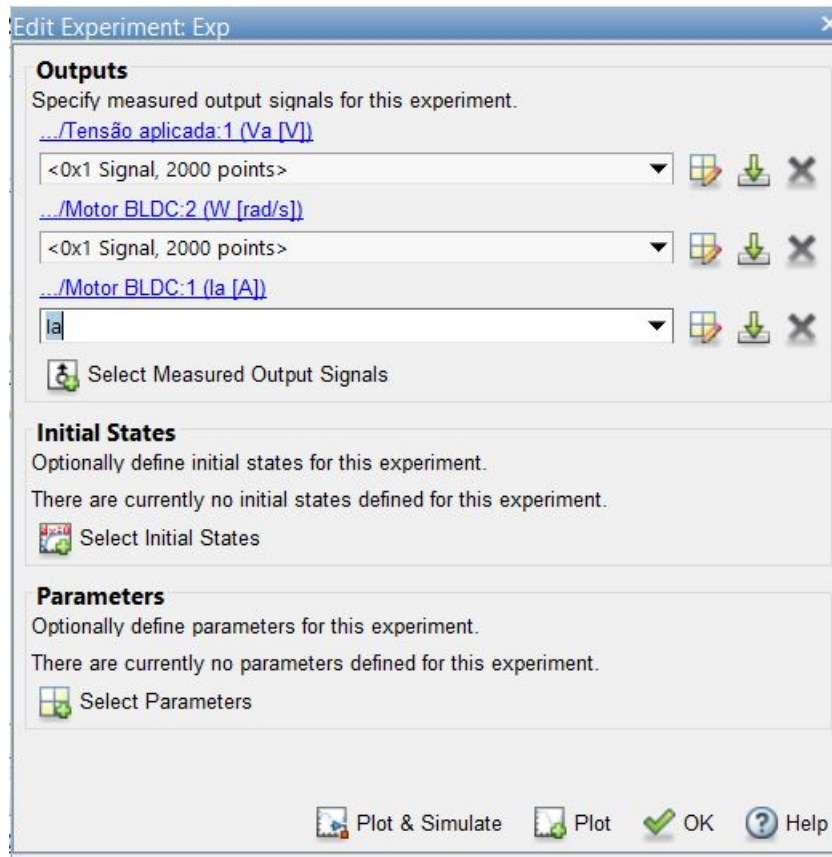 Edit Experiment: Exp
Outputs
Specify measured output signals for this experiment.
.../Tensão aplicada:1 (Va [V])
<0x1 Signal, 2000 points>
.../Motor BLDC:2 (W [rad/s])
<0x1 Signal, 2000 points>
.../Motor BLDC:1 (Ia [A])
Ia
Select Measured Output Signals
Initial States
Optionally define initial states for this experiment.
There are currently no initial states defined for this experiment.
Select Initial States
Parameters
Optionally define parameters for this experiment.
There are currently no parameters defined for this experiment.
Select Parameters
Plot & Simulate Plot OK Help